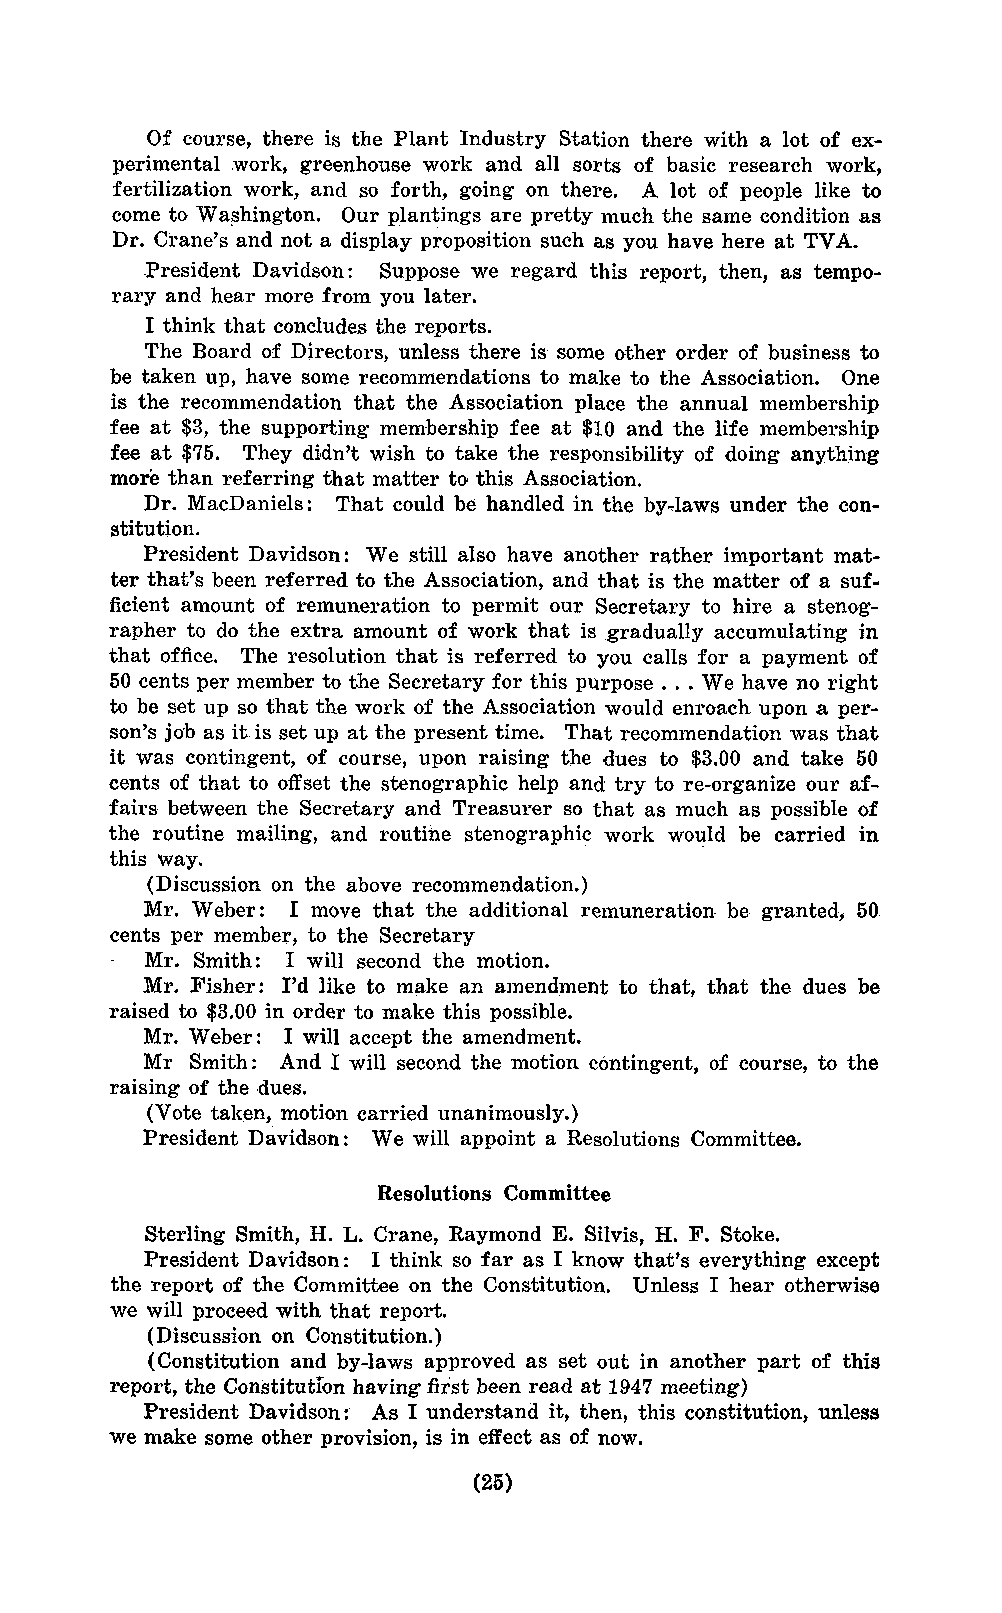 Of course, there is the Plant Industry Station there with a lot of ex-
perimental work, greenhouse work and all sorts of basic research work,
fertilization work, and so forth, going on there. A lot of people like to
come to Washington. Our plantings are pretty much the same condition as
Dr. Crane's and not a display proposition such as you have here at TVA.
President Davidson: Suppose we regard this report, then, as tempo-
rary and hear more from you later.
I think that concludes the reports.
The Board of Directors, unless there is some other order of business to
be taken up, have some recommendations to make to the Association. One
is the recommendation that the Association place the annual membership
fee at $3, the supporting membership fee at $10 and the life membership
fee at $75. They didn't wish to take the responsibility of doing anything
more than referring that matter to this Association.
Dr. MacDaniels: That could be handled in the by-laws under the con-
stitution.
President Davidson: We still also have another rather important mat-
ter that's been referred to the Association, and that is the matter of a suf-
ficient amount of remuneration to permit our Secretary to hire a stenog-
rapher to do the extra amount of work that is gradually accumulating in
that office. The resolution that is referred to you calls for a payment of
50 cents per member to the Secretary for this purpose . . . We have no right
to be set up so that the work of the Association would enroach upon a per-
son's job as it is set up at the present time. That recommendation was that
it was contingent, of course, upon raising the dues to $3.00 and take 50
cents of that to offset the stenographic help and try to re-organize our af-
fairs between the Secretary and Treasurer so that as much as possible of
the routine mailing, and routine stenographic work would be carried in
this way.
(Discussion on the above recommendation.)
Mr. Weber: I move that the additional remuneration be granted, 50
cents per member, to the Secretary
Mr. Smith: I will second the motion.
Mr. Fisher: I'd like to make an amendment to that, that the dues be
raised to $3.00 in order to make this possible.
Mr. Weber: I will accept the amendment.
Mr Smith: And I will second the motion contingent, of course, to the
raising of the dues.
(Vote taken, motion carried unanimously.)
President Davidson: We will appoint a Resolutions Committee.
Resolutions Committee
Sterling Smith, H. L. Crane, Raymond E. Silvis, H. F. Stoke.
President Davidson: I think so far as I know that's everything except
the report of the Committee on the Constitution. Unless I hear otherwise
we will proceed with that report.
(Discussion on Constitution.)
(Constitution and by-laws approved as set out in another part of this
report, the Constitution having first been read at 1947 meeting)
President Davidson: As I understand it, then, this constitution, unless
we make some other provision, is in effect as of now.
(25)